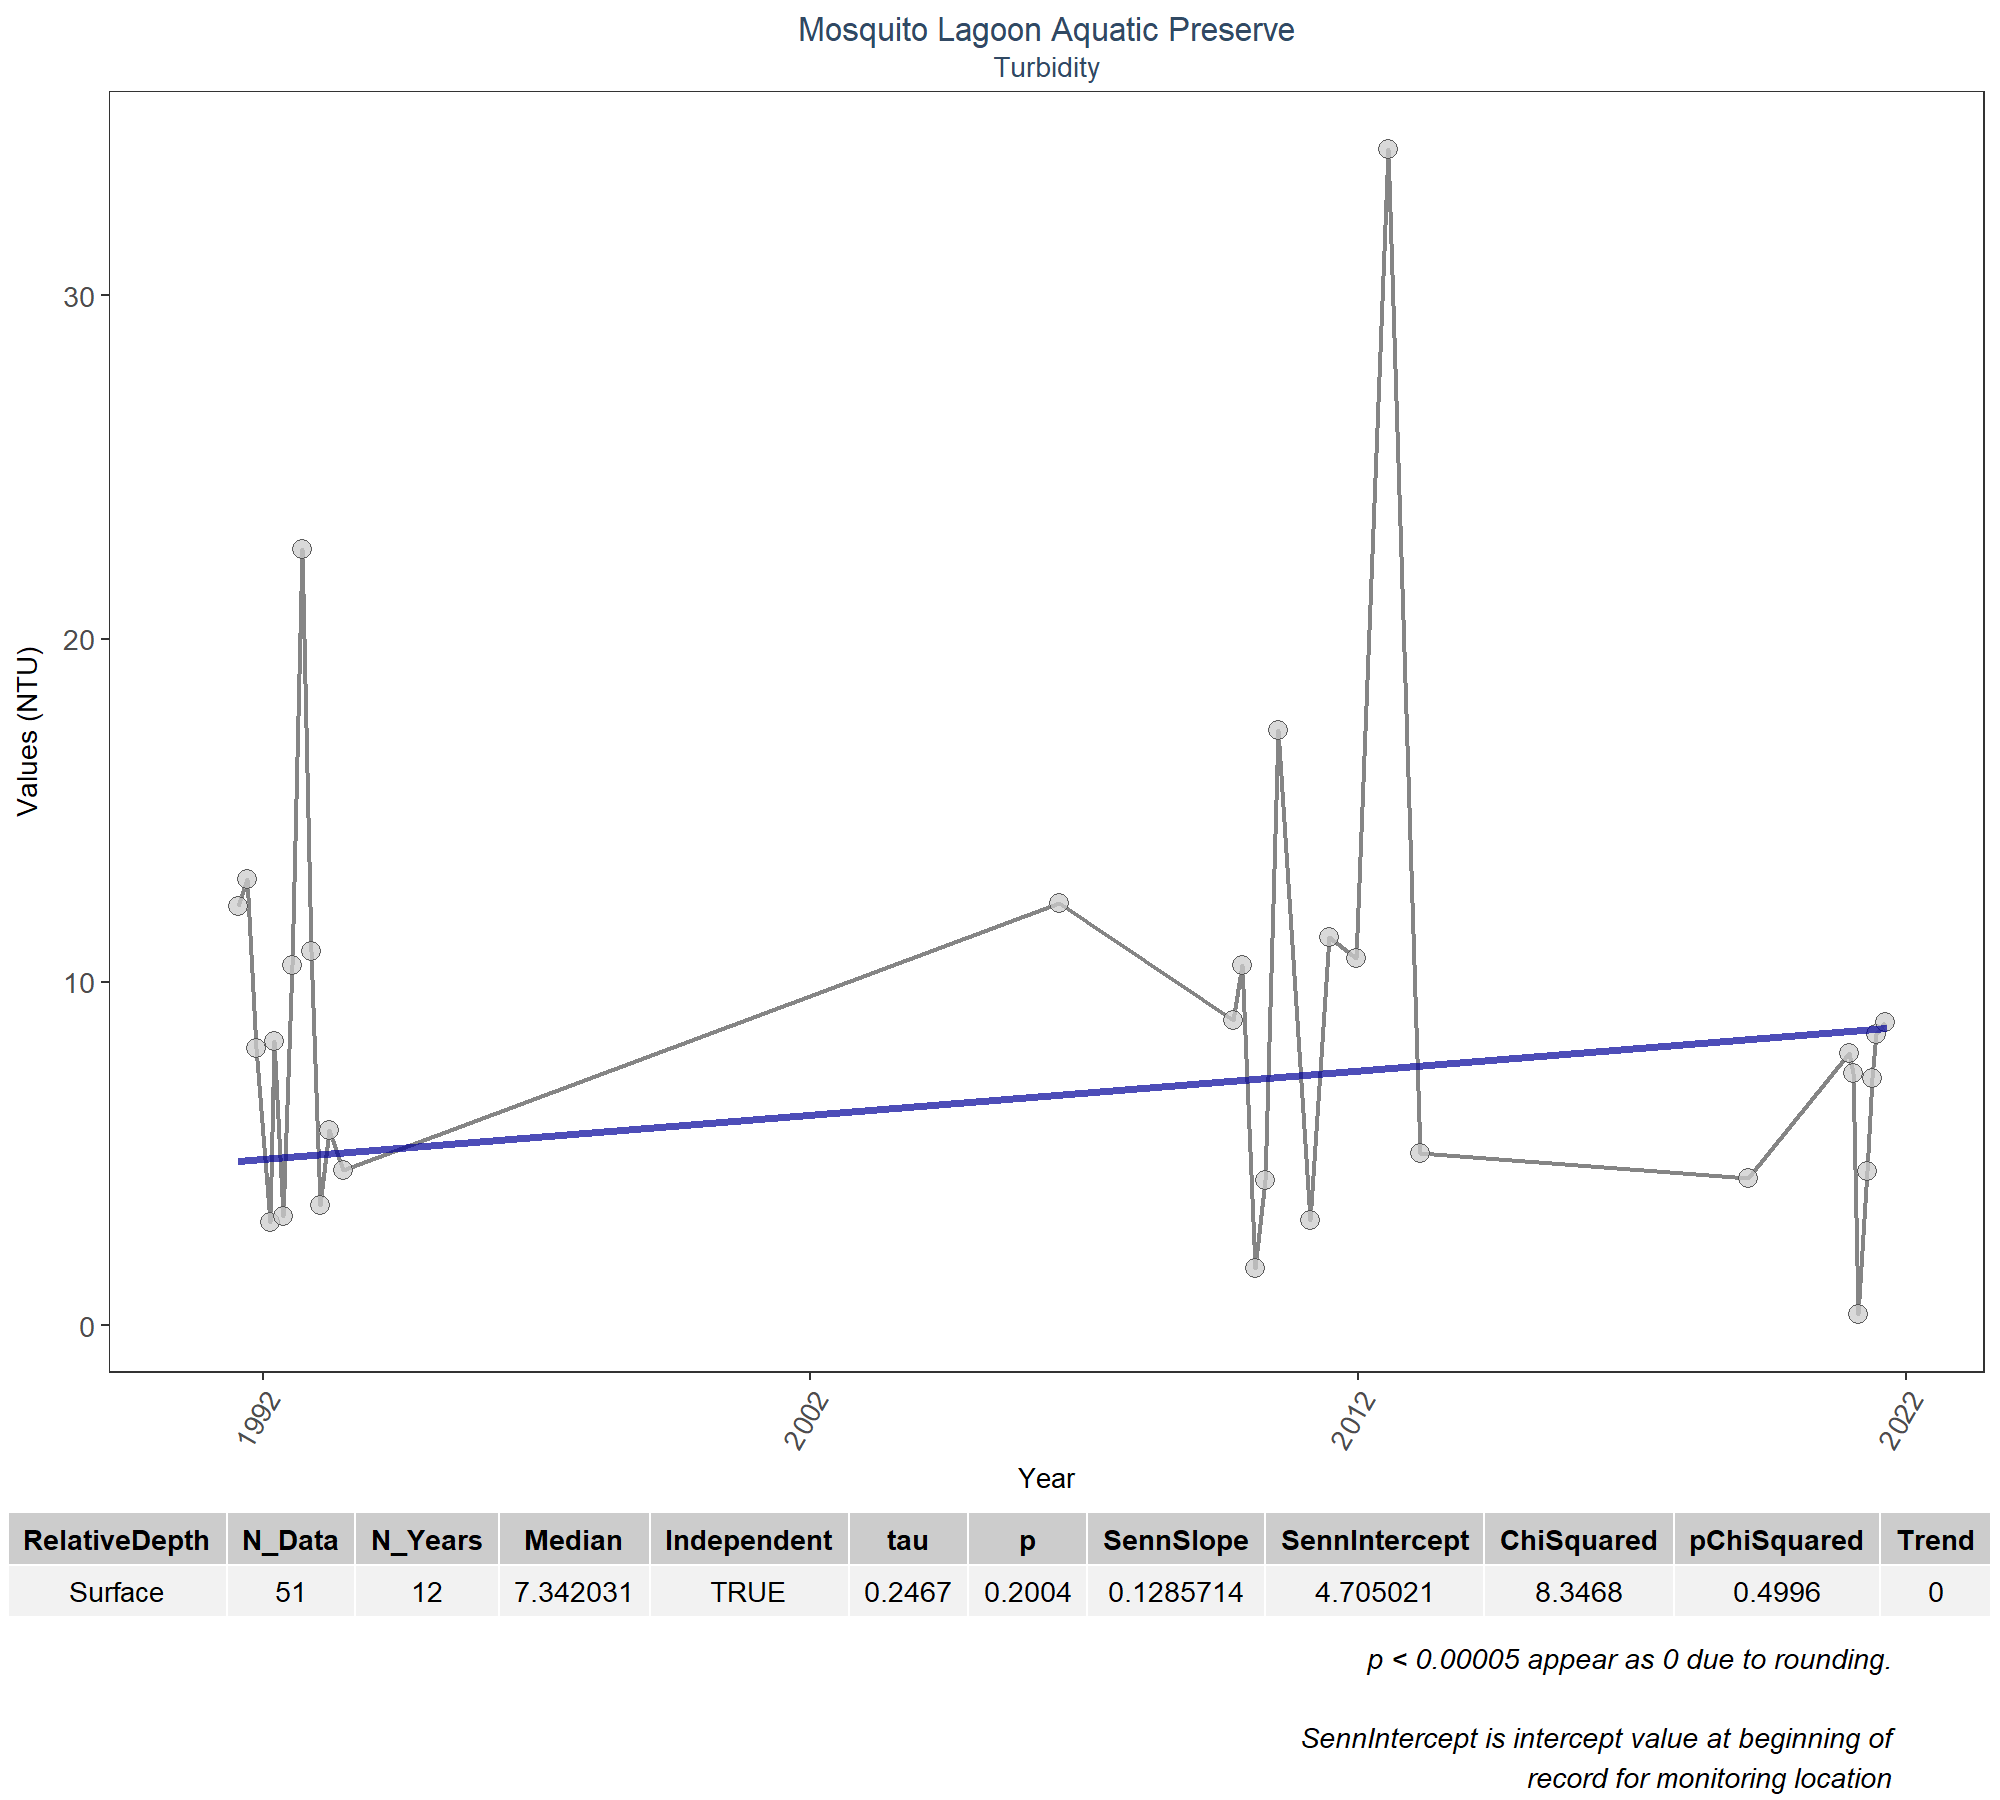 Mosquito Lagoon Aquatic Preserve
Turbidity
Values (NTU)
30
20
10
0
1992
2002
2012
2022
Year
RelativeDepth N_Data N_Years Median Independent tau p SennSlope SennIntercept ChiSquared pChiSquared Trend
Surface 51 12 7.342031 TRUE 0.2467 0.2004 0.1285714 4.705021 8.3468 0.4996 0
p < 0.00005 appear as 0 due to rounding.
SennIntercept is intercept value at beginning of
record for monitoring location